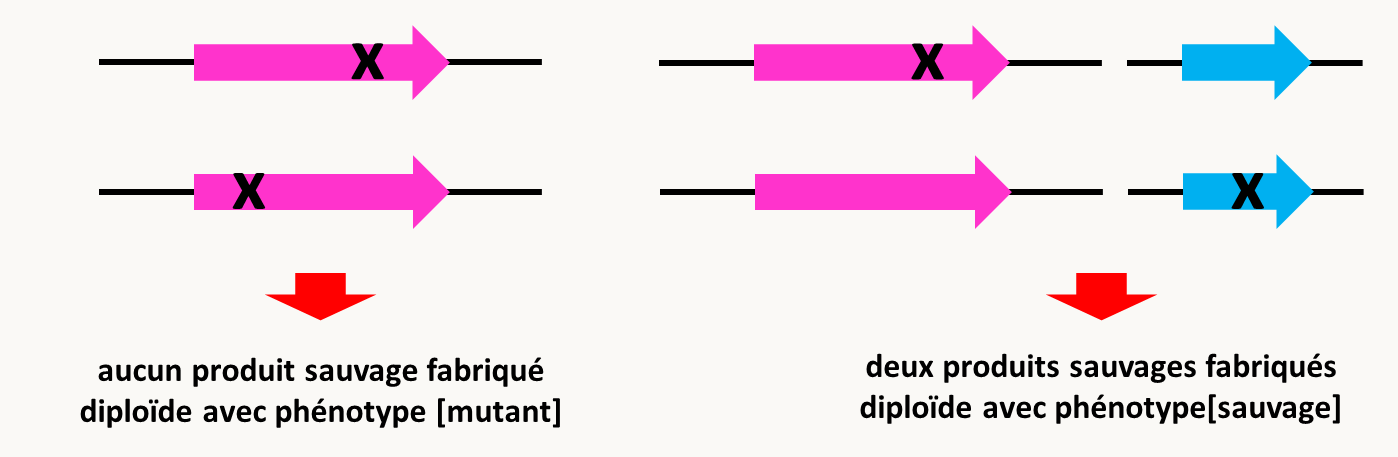 X
X
X
X
aucun produit sauvage fabriqué
diploïde avec phénotype [mutant]
deux produits sauvages fabriqués
diploïde avec phénotype[sauvage]